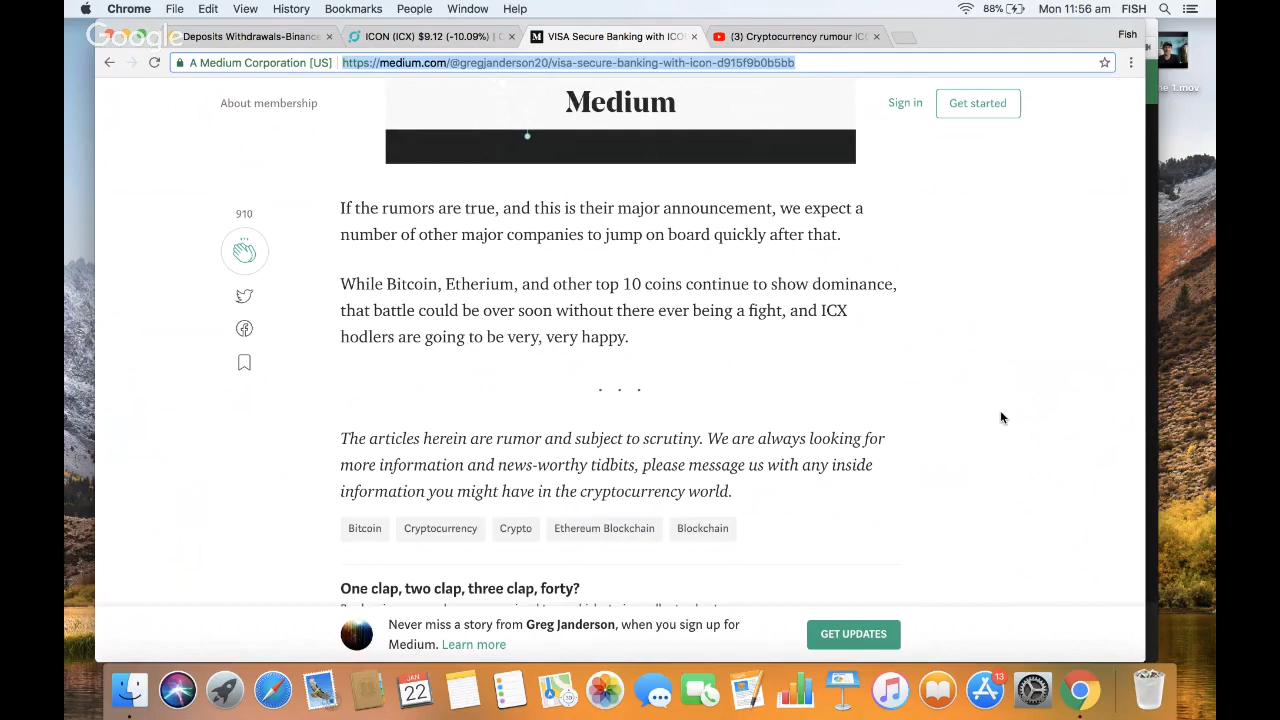 Chrome File Edit View History Bookmarks People Window Help 88% Mon 11:56 am FISH
Google
Deposits Withdrawals-Binance × ICON (ICX) $9.12 (-10.09%) | C × VISA Secure Banking with ICO × (3) Cryptocurrency rumour IC × Fish
A Medium Corporation [US] https://medium.com/@gregjanderson20/visa-secure-banking-with-icon-d915f9b0b5bb
ne 1.mov
About membership Medium Sign in Get started
910
If the rumors are true, and this is their major announcement, we expect a
number of other major companies to jump on board quickly after that.
While Bitcoin, Etherium, and other top 10 coins continue to show dominance,
that battle could be over soon without there ever being a fight, and ICX
hodlers are going to be very, very happy.
. . .
The articles herein are rumor and subject to scrutiny. We are always looking for
more information and news-worthy tidbits, please message us with any inside
information you might have in the cryptocurrency world.
Bitcoin Cryptocurrency Crypto Ethereum Blockchain Blockchain
One clap, two clap, three clap, forty?
Never miss a story from Greg Janderson, when you sign up for
Medium. Learn more
GET UPDATES
JAN
22
13